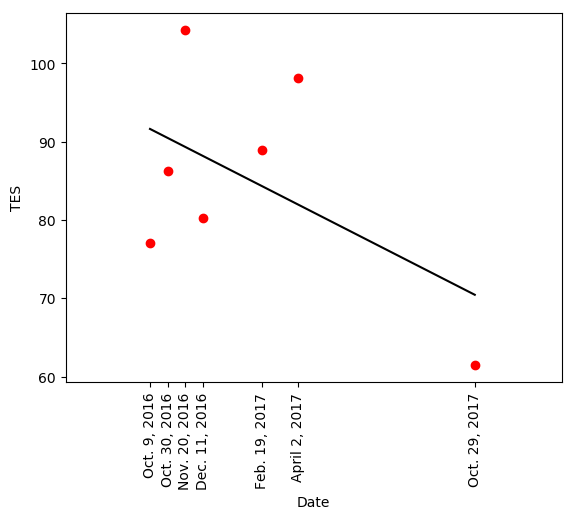 100
90
80
70
60
TES
Oct. 9, 2016
Oct. 30, 2016
Nov. 20, 2016
Dec. 11, 2016
Feb. 19, 2017
April 2, 2017
Oct. 29, 2017
Date